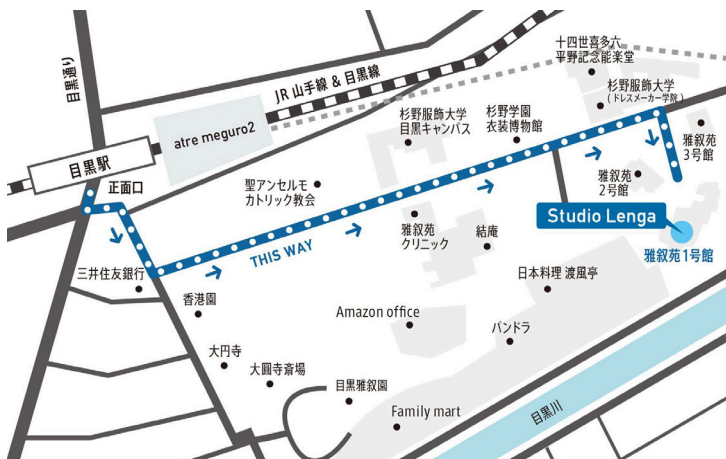 目黒通り
JR 山手線 & 目黒線
atre meguro2
目黒駅
正面口
十四世喜多六
平野記念能楽堂
杉野服飾大学
(ドレスメーカー学院)
杉野服飾大学
目黒キャンパス
杉野学園
衣装博物館
雅叙苑
3号館
雅叙苑
2号館
聖アンセルモ
カトリック教会
雅叙苑
クリニック
結庵
Studio Lenga
雅叙苑1号館
THIS WAY
三井住友銀行
香港園
日本料理 渡風亭
Amazon office
パンドラ
大円寺
大圓寺斎場
目黒雅叙園
Family mart
目黒川